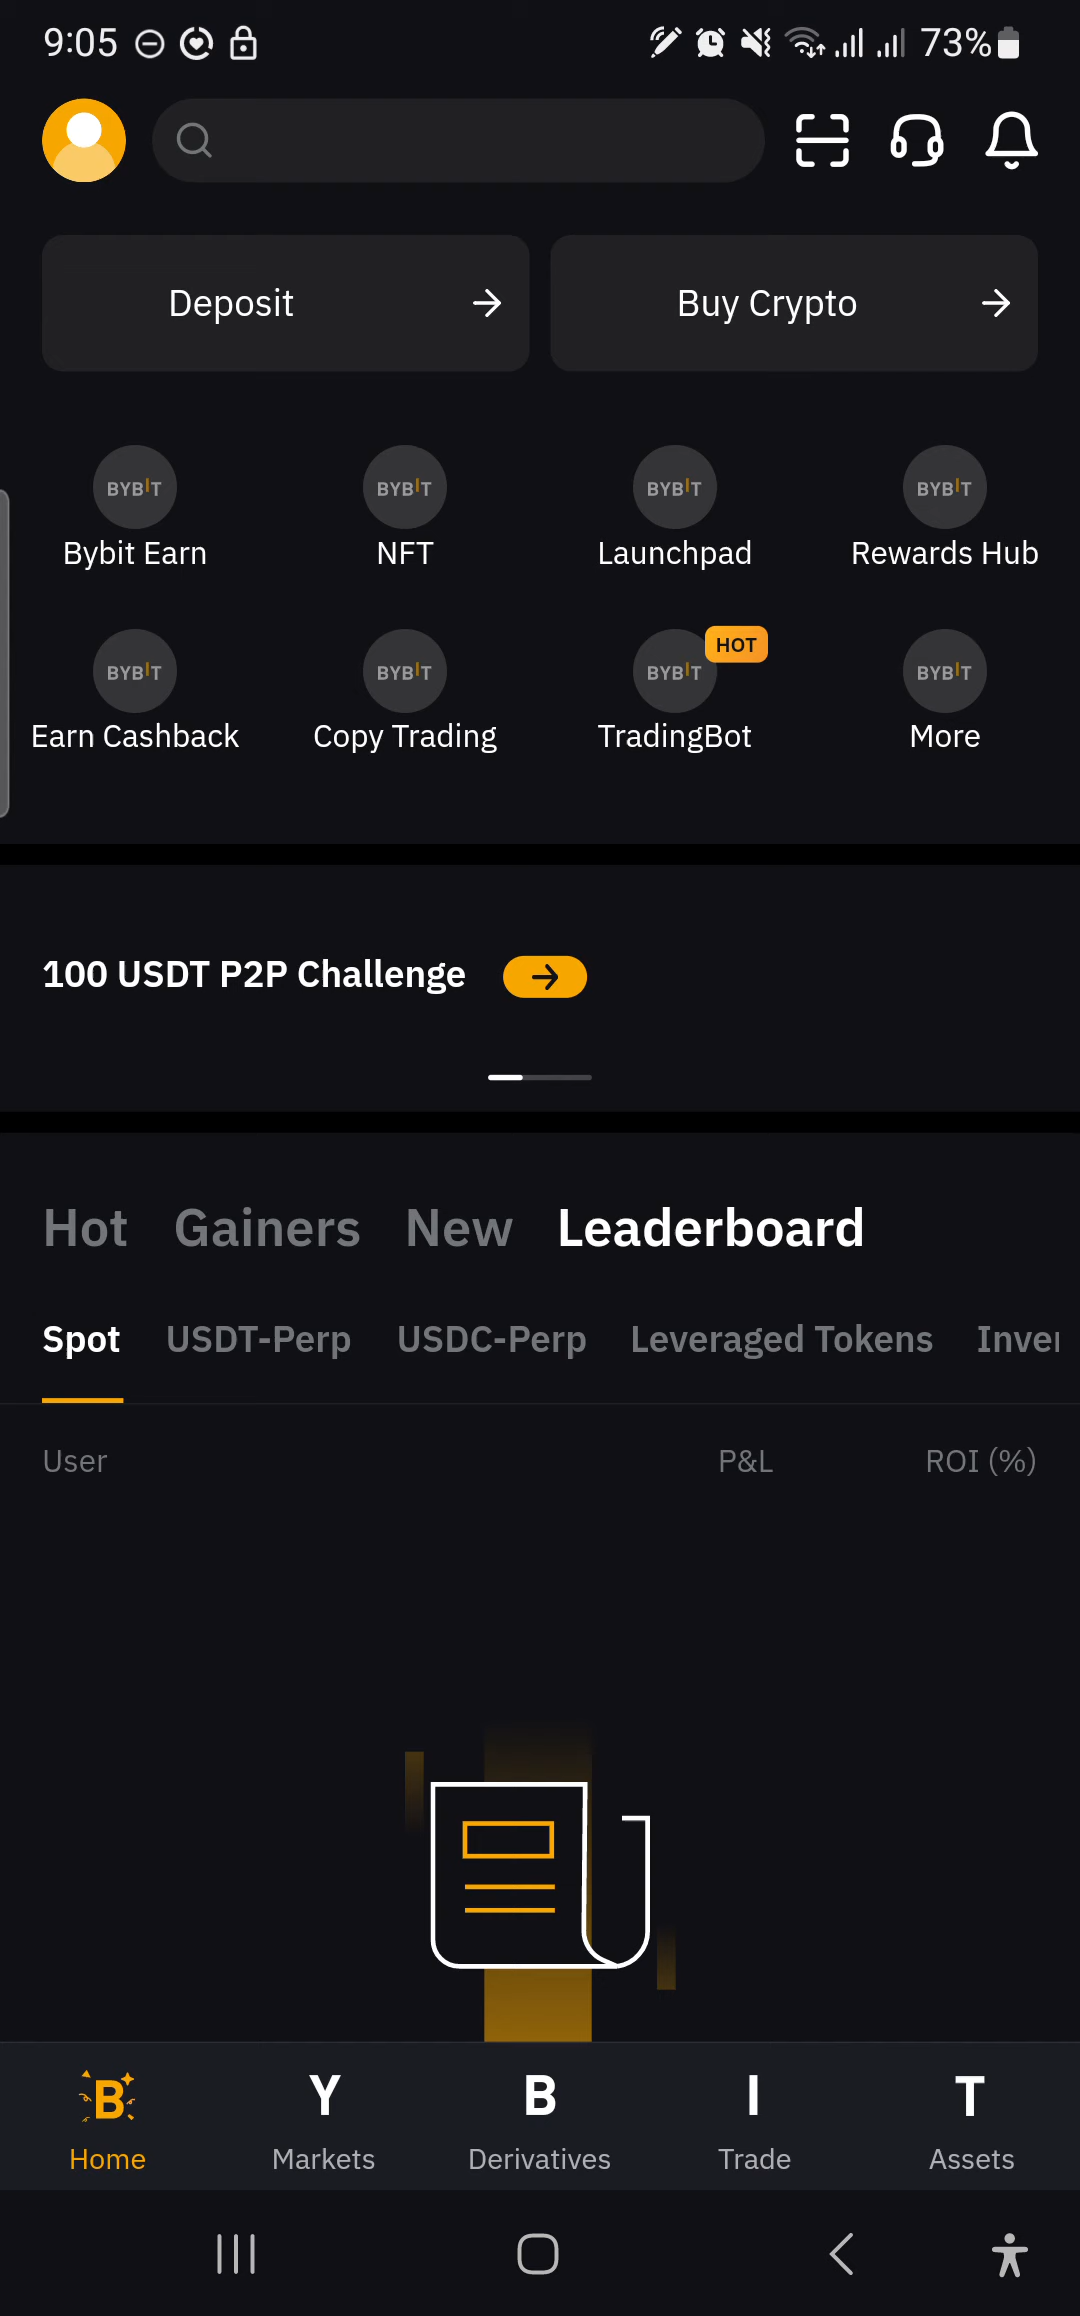 9:05 73%
Deposit Buy Crypto
BYBIT BYBIT BYBIT BYBIT
Bybit Earn NFT Launchpad Rewards Hub
BYBIT BYBIT BYBIT HOT BYBIT
Earn Cashback Copy Trading TradingBot More
100 USDT P2P Challenge
Hot Gainers New Leaderboard
Spot USDT-Perp USDC-Perp Leveraged Tokens Inver
User P&L ROI (%)
B Y B I T
Home Markets Derivatives Trade Assets